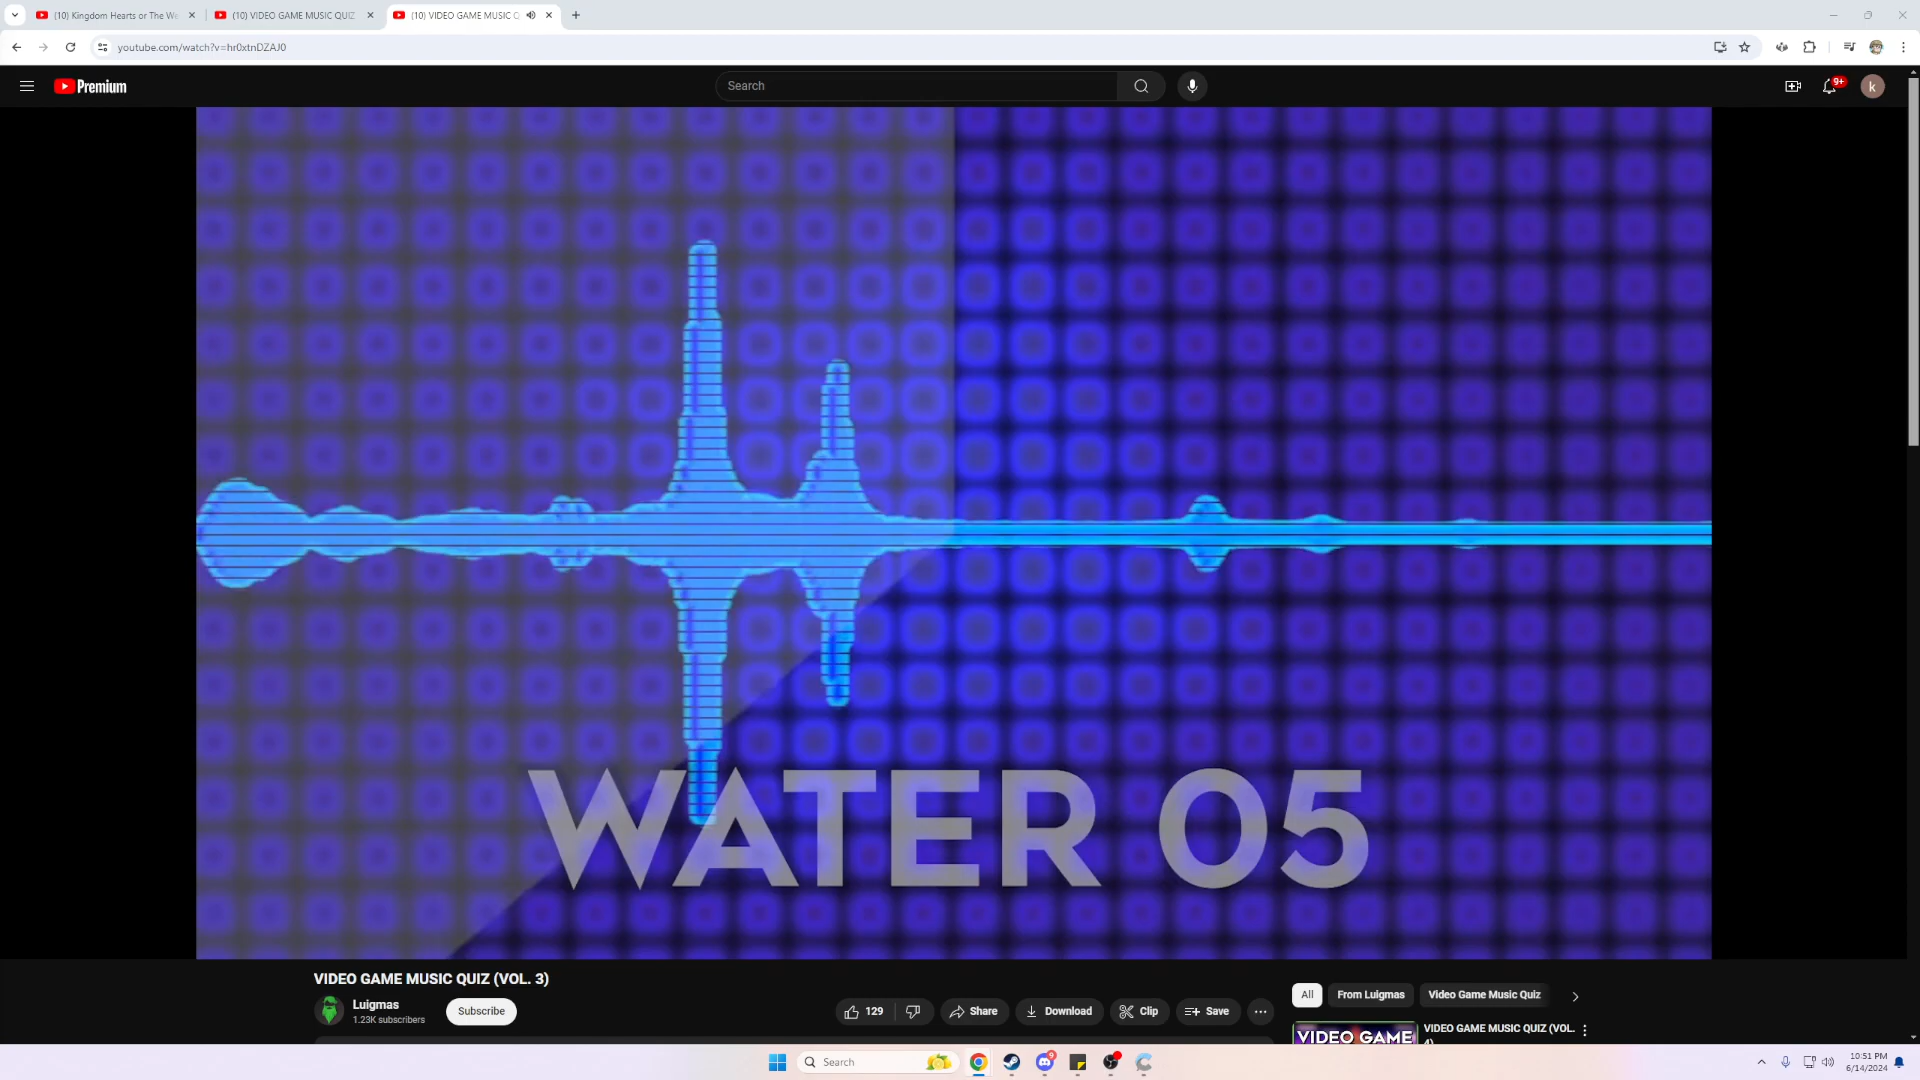 (10) Kingdom Hearts or The We
(10) VIDEO GAME MUSIC QUIZ
(10) VIDEO GAME MUSIC Q
youtube.com/watch?v=hr0xtnDZAJ0
Premium
Search
9+
k
WATER 05
VIDEO GAME MUSIC QUIZ (VOL. 3)
Luigmas
1.23K subscribers
Subscribe
129
Share
Download
Clip
Save
All
From Luigmas
Video Game Music Quiz
VIDEO GAME
VIDEO GAME MUSIC QUIZ (VOL.
4)
Search
9
10:51 PM
6/14/2024